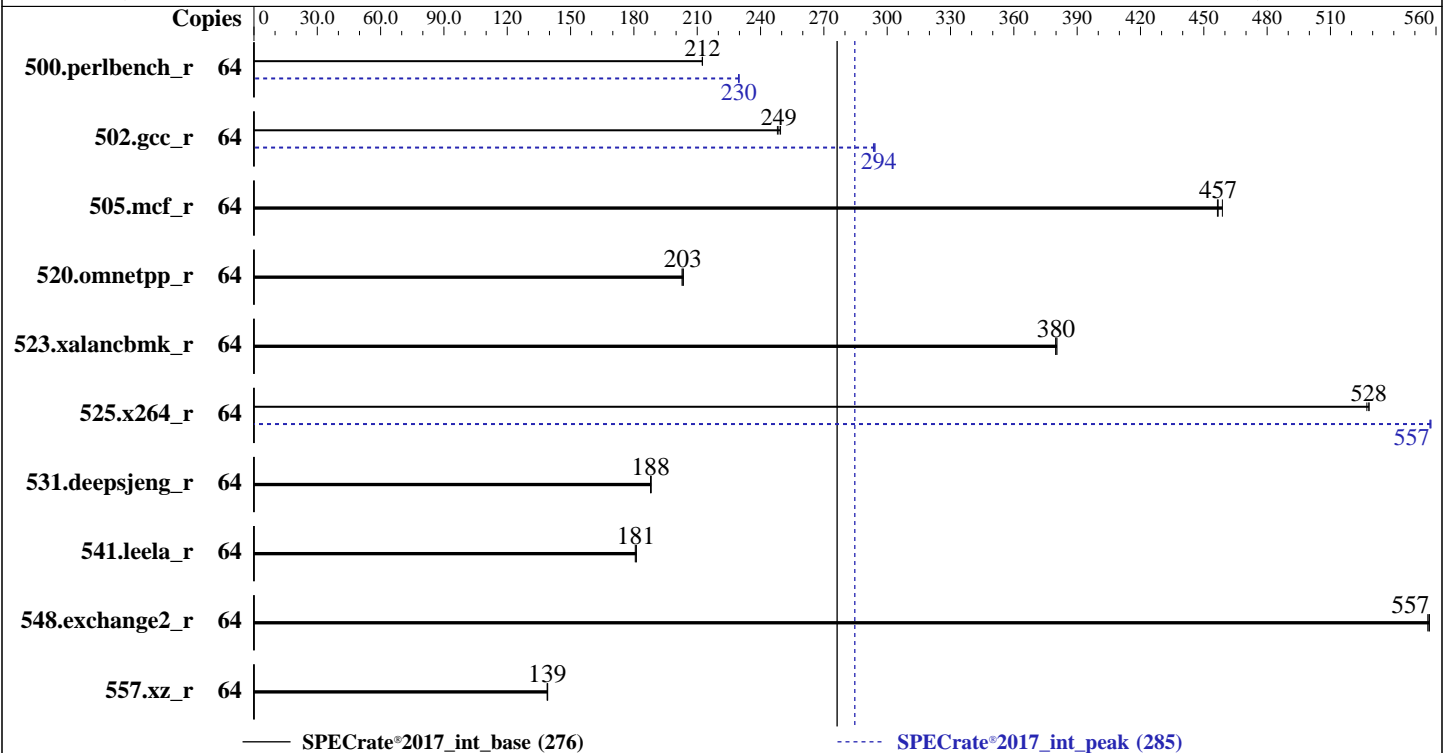 Copies 0 30.0 60.0 90.0 120 150 180 210 240 270 300 330 360 390 420 450 480 510 560
500.perlbench_r 64 212
230
502.gcc_r 64 249
294
505.mcf_r 64 457
520.omnetpp_r 64 203
523.xalancbmk_r 64 380
525.x264_r 64 528
557
531.deepsjeng_r 64 188
541.leela_r 64 181
548.exchange2_r 64 557
557.xz_r 64 139
SPECrate®2017_int_base (276) SPECrate®2017_int_peak (285)